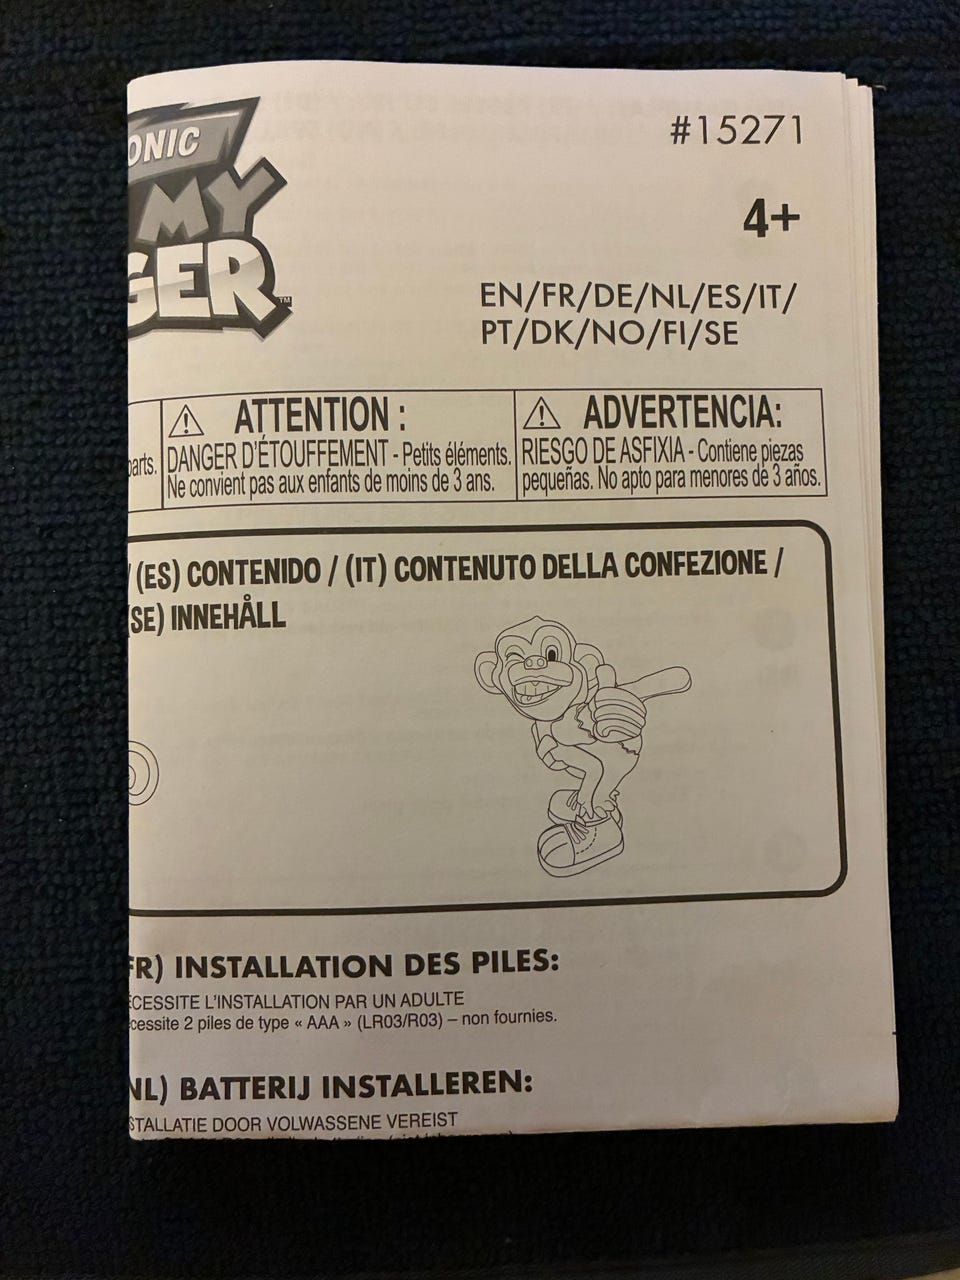 ONIC
MY
GER™
#15271
4+
EN/FR/DE/NL/ES/IT/
PT/DK/NO/FI/SE
parts.
ATTENTION :
DANGER D'ÉTOUFFEMENT - Petits éléments.
Ne convient pas aux enfants de moins de 3 ans.
ADVERTENCIA:
RIESGO DE ASFIXIA - Contiene piezas
pequeñas. No apto para menores de 3 años.
/ (ES) CONTENIDO / (IT) CONTENUTO DELLA CONFEZIONE /
(SE) INNEHÅLL
FR) INSTALLATION DES PILES:
ÉCESSITE L'INSTALLATION PAR UN ADULTE
cessite 2 piles de type « AAA » (LR03/R03) – non fournies.
NL) BATTERIJ INSTALLEREN:
STALLATIE DOOR VOLWASSENE VEREIST